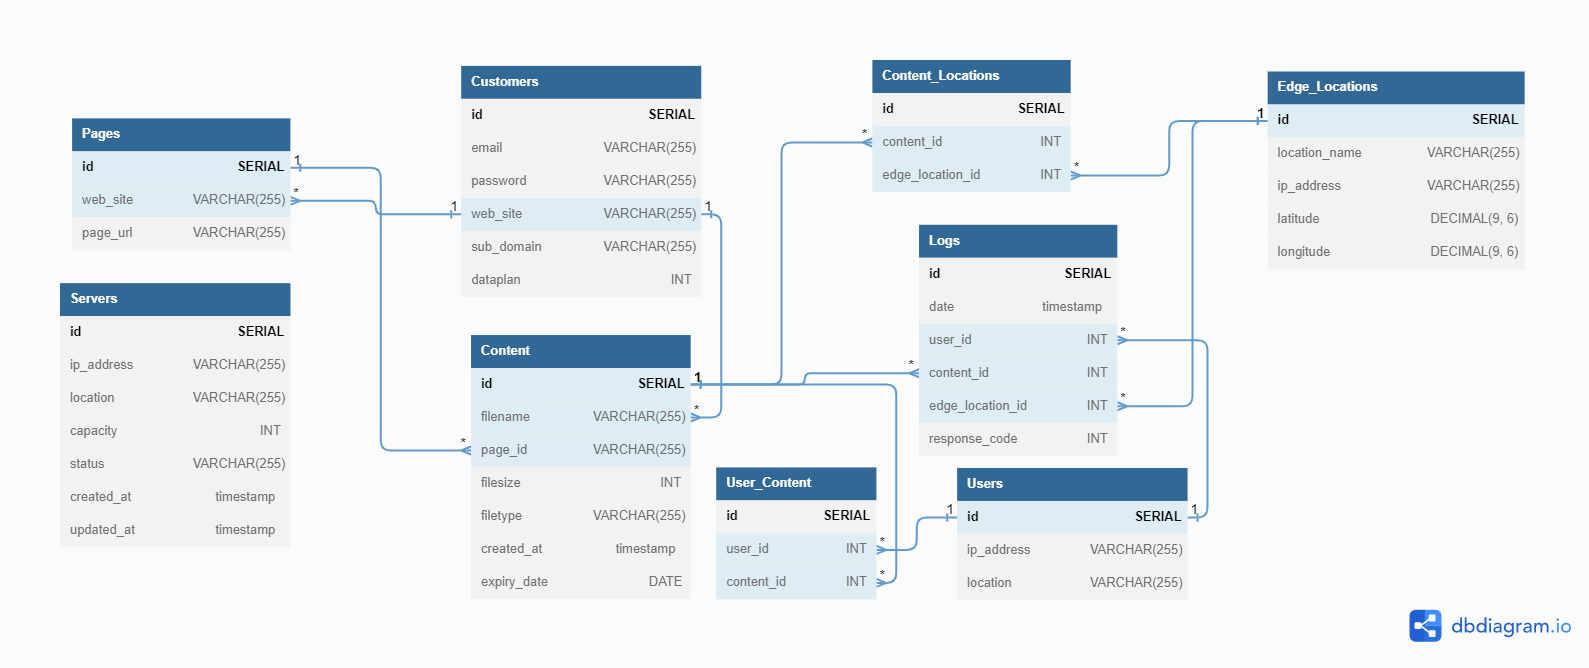 Pages
id SERIAL
web_site VARCHAR(255)
page_url VARCHAR(255)
1
*
Servers
id SERIAL
ip_address VARCHAR(255)
location VARCHAR(255)
capacity INT
status VARCHAR(255)
created_at timestamp
updated_at timestamp
Customers
id SERIAL
email VARCHAR(255)
password VARCHAR(255)
web_site VARCHAR(255)
sub_domain VARCHAR(255)
dataplan INT
1
1
Content
id SERIAL
filename VARCHAR(255)
page_id VARCHAR(255)
filesize INT
filetype VARCHAR(255)
created_at timestamp
expiry_date DATE
1
*
*
Content_Locations
id SERIAL
content_id INT
edge_location_id INT
*
*
Logs
id SERIAL
date timestamp
user_id INT
content_id INT
edge_location_id INT
response_code INT
*
*
*
User_Content
id SERIAL
user_id INT
content_id INT
*
*
Users
id SERIAL
ip_address VARCHAR(255)
location VARCHAR(255)
1
1
Edge_Locations
id SERIAL
location_name VARCHAR(255)
ip_address VARCHAR(255)
latitude DECIMAL(9, 6)
longitude DECIMAL(9, 6)
1
dbdiagram.io